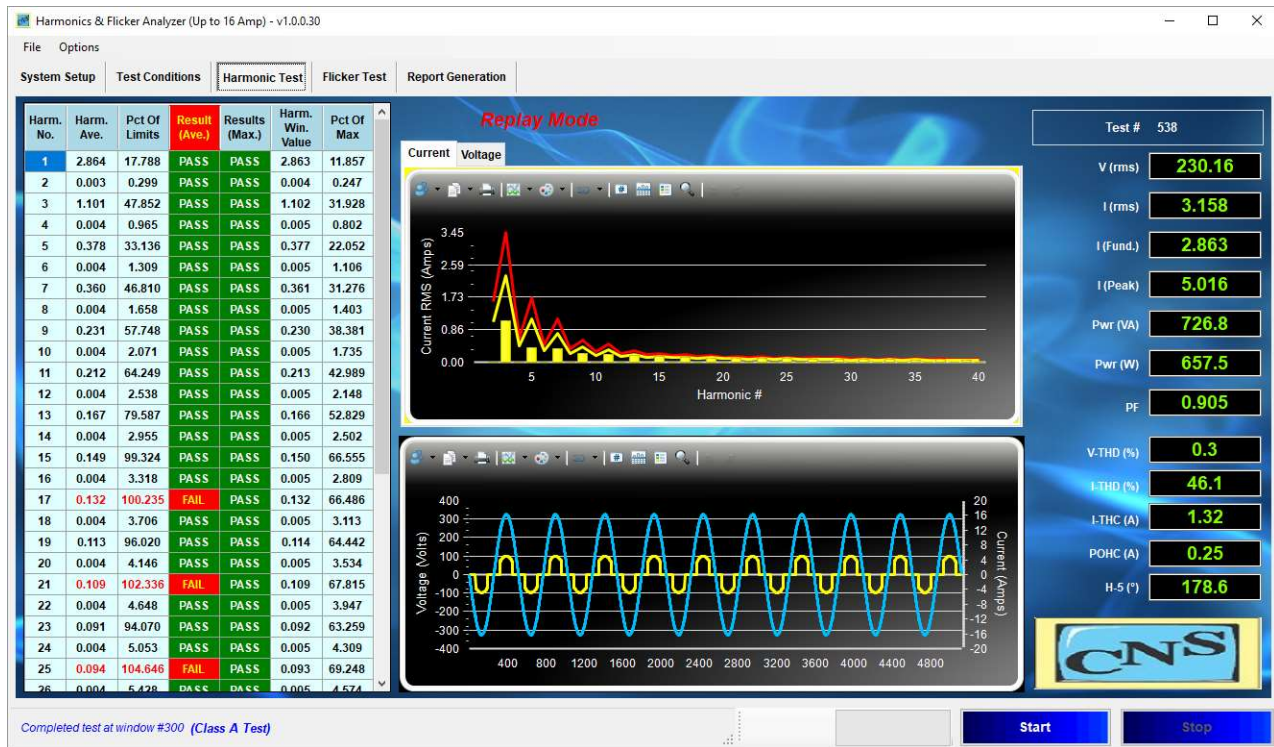 Harmonics & Flicker Analyzer (Up to 16 Amp) - v1.0.0.30
File Options
System Setup Test Conditions Harmonic Test Flicker Test Report Generation
Harm. No. Harm. Ave. Pct Of Limits Result (Ave.) Results (Max.) Harm. Win. Value Pct Of Max
1 2.864 17.788 PASS PASS 2.863 11.857
2 0.003 0.299 PASS PASS 0.004 0.247
3 1.101 47.852 PASS PASS 1.102 31.928
4 0.004 0.965 PASS PASS 0.005 0.802
5 0.378 33.136 PASS PASS 0.377 22.052
6 0.004 1.309 PASS PASS 0.005 1.106
7 0.360 46.810 PASS PASS 0.361 31.276
8 0.004 1.658 PASS PASS 0.005 1.403
9 0.231 57.748 PASS PASS 0.230 38.381
10 0.004 2.071 PASS PASS 0.005 1.735
11 0.212 64.249 PASS PASS 0.213 42.989
12 0.004 2.538 PASS PASS 0.005 2.148
13 0.167 79.587 PASS PASS 0.166 52.829
14 0.004 2.955 PASS PASS 0.005 2.502
15 0.149 99.324 PASS PASS 0.150 66.555
16 0.004 3.318 PASS PASS 0.005 2.809
17 0.132 100.235 FAIL PASS 0.132 66.486
18 0.004 3.706 PASS PASS 0.005 3.113
19 0.113 96.020 PASS PASS 0.114 64.442
20 0.004 4.146 PASS PASS 0.005 3.534
21 0.109 102.336 FAIL PASS 0.109 67.815
22 0.004 4.648 PASS PASS 0.005 3.947
23 0.091 94.070 PASS PASS 0.092 63.259
24 0.004 5.053 PASS PASS 0.005 4.309
25 0.094 104.646 FAIL PASS 0.093 69.248
26 0.004 5.428 PASS PASS 0.005 4.574
Replay Mode
Current Voltage
Current RMS (Amps)
3.45
2.59
1.73
0.86
0.00
5 10 15 20 25 30 35 40
Harmonic #
Voltage (Volts)
400
300
200
100
0
-100
-200
-300
-400
20
16
12
8
4
0
-4
-8
-12
-16
-20
Current (Amps)
400 800 1200 1600 2000 2400 2800 3200 3600 4000 4400 4800
Test # 538
V (rms) 230.16
I (rms) 3.158
I (Fund.) 2.863
I (Peak) 5.016
Pwr (VA) 726.8
Pwr (W) 657.5
PF 0.905
V-THD (%) 0.3
I-THD (%) 46.1
I-THC (A) 1.32
POHC (A) 0.25
H-5 (°) 178.6
CNS
Completed test at window #300 (Class A Test)
Start Stop